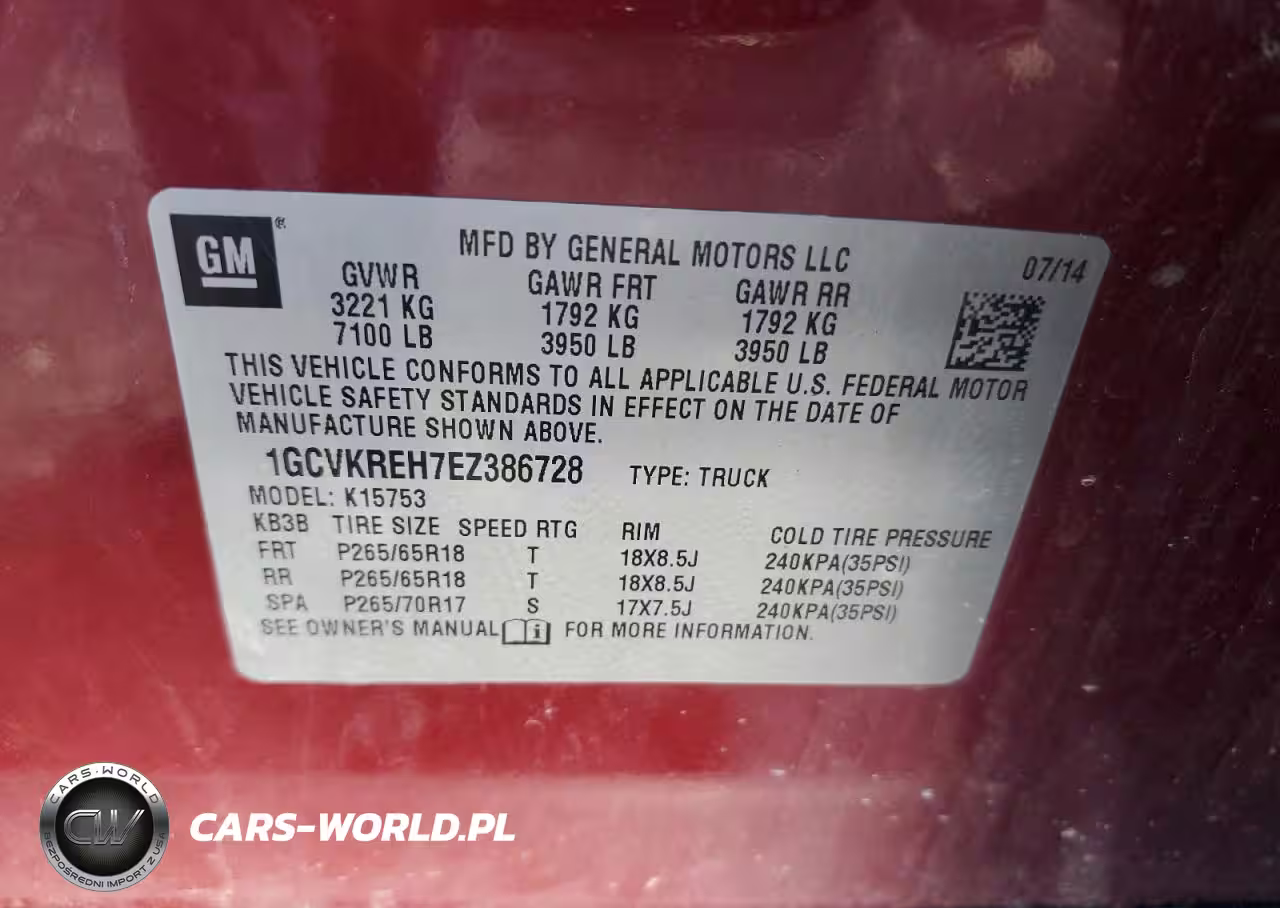 GM ®
MFD BY GENERAL MOTORS LLC 07/14
GVWR GAWR FRT GAWR RR
3221 KG 1792 KG 1792 KG
7100 LB 3950 LB 3950 LB
THIS VEHICLE CONFORMS TO ALL APPLICABLE U.S. FEDERAL MOTOR
VEHICLE SAFETY STANDARDS IN EFFECT ON THE DATE OF
MANUFACTURE SHOWN ABOVE.
1GCVKREH7EZ386728 TYPE: TRUCK
MODEL: K15753
KB3B TIRE SIZE SPEED RTG RIM COLD TIRE PRESSURE
FRT P265/65R18 T 18X8.5J 240KPA(35PSI)
RR P265/65R18 T 18X8.5J 240KPA(35PSI)
SPA P265/70R17 S 17X7.5J 240KPA(35PSI)
SEE OWNER'S MANUAL i FOR MORE INFORMATION.
CARS-WORLD
CW
BEZPOŚREDNI IMPORT Z USA
CARS-WORLD.PL